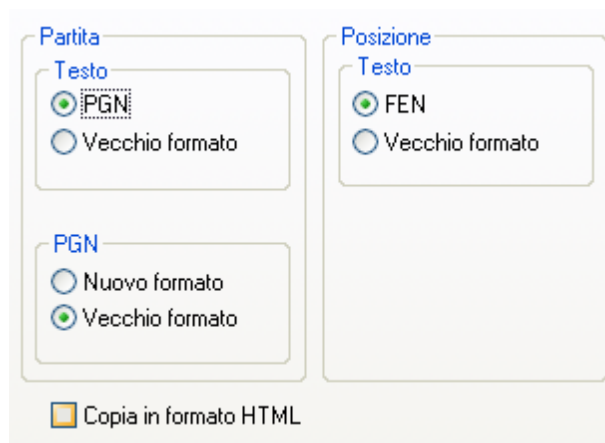 Partita
Testo
PGN
Vecchio formato
PGN
Nuovo formato
Vecchio formato
Posizione
Testo
FEN
Vecchio formato
Copia in formato HTML